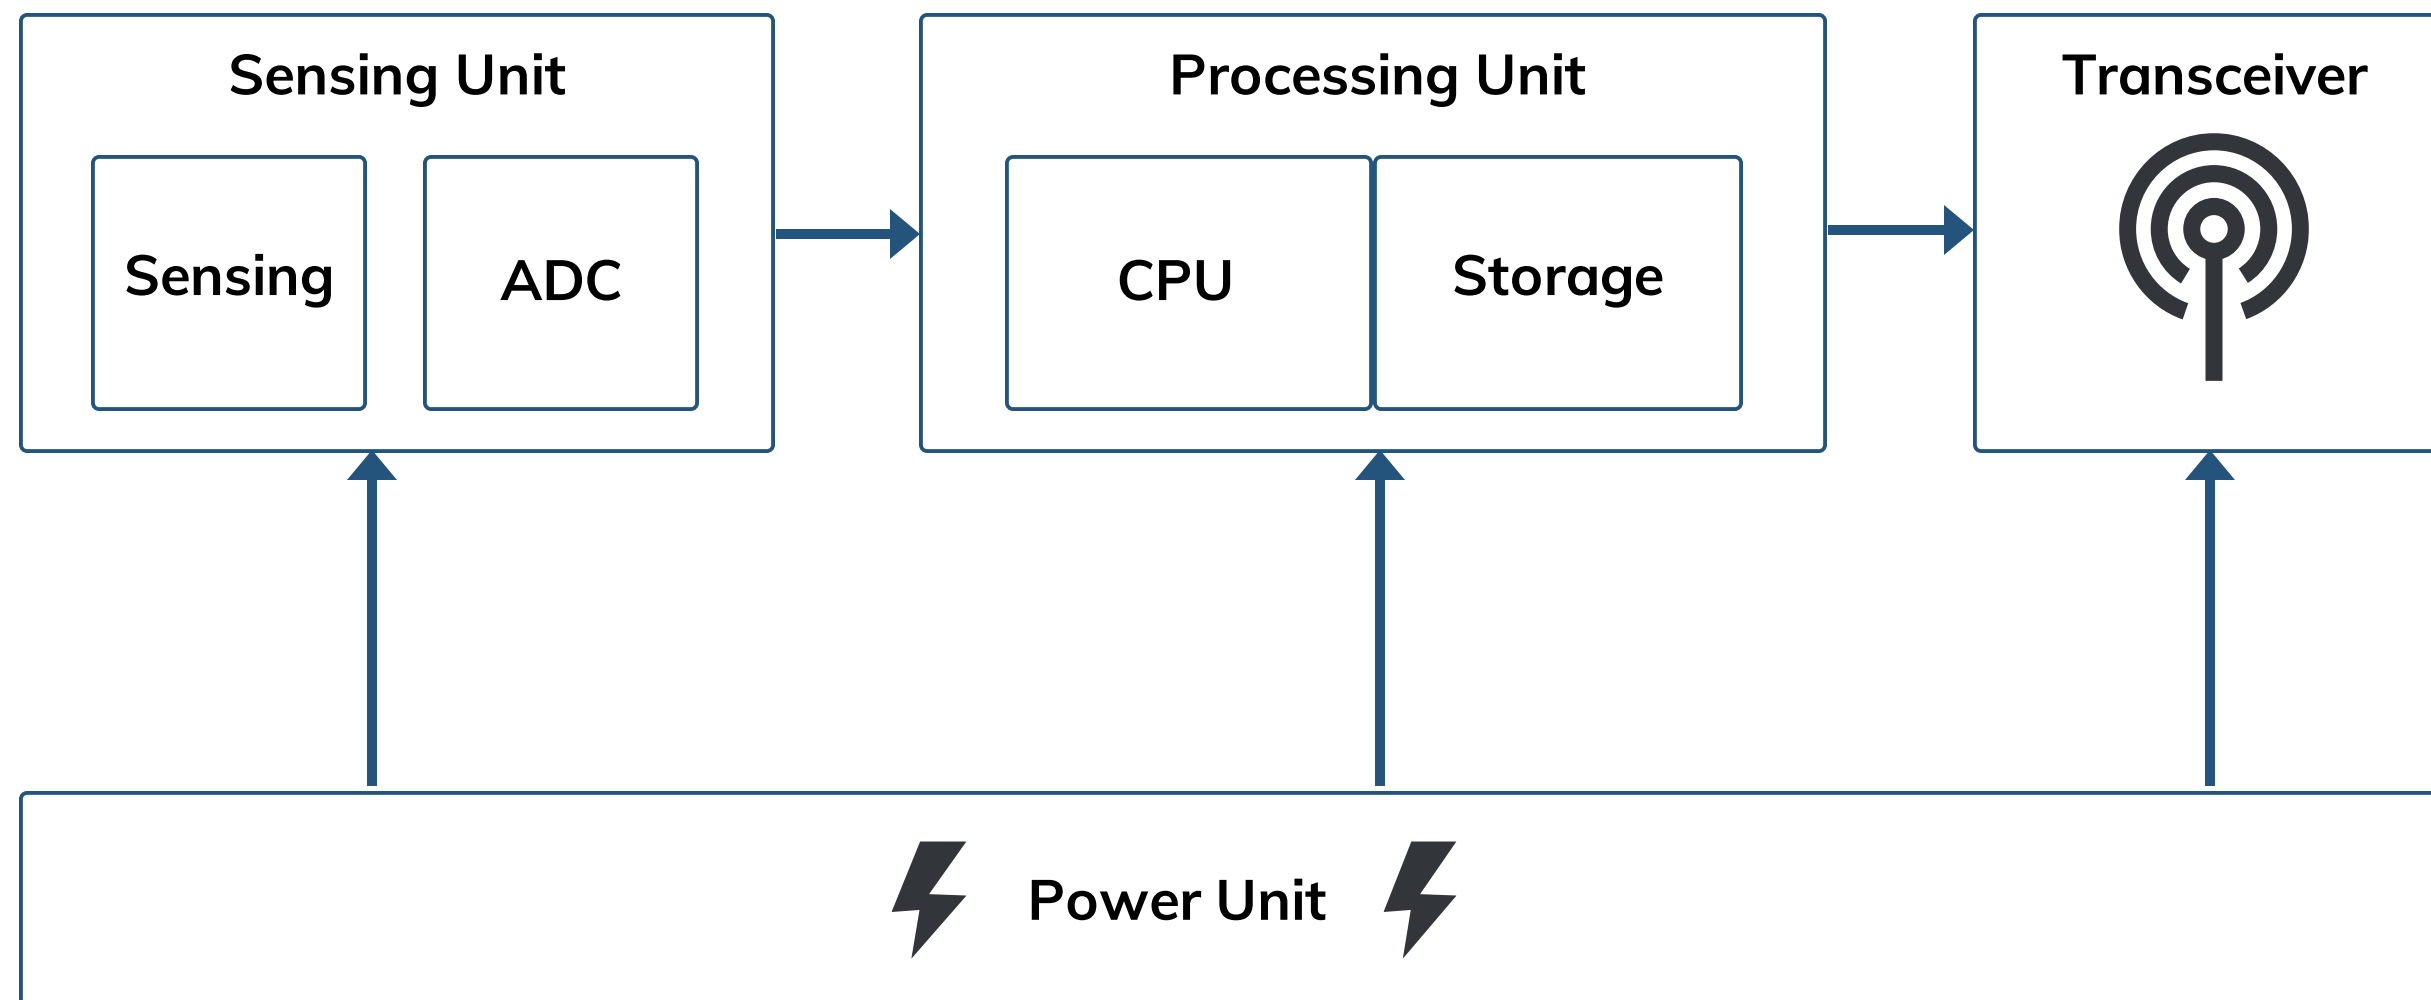 Sensing Unit
Processing Unit
Transceiver
Sensing
ADC
CPU
Storage
Power Unit